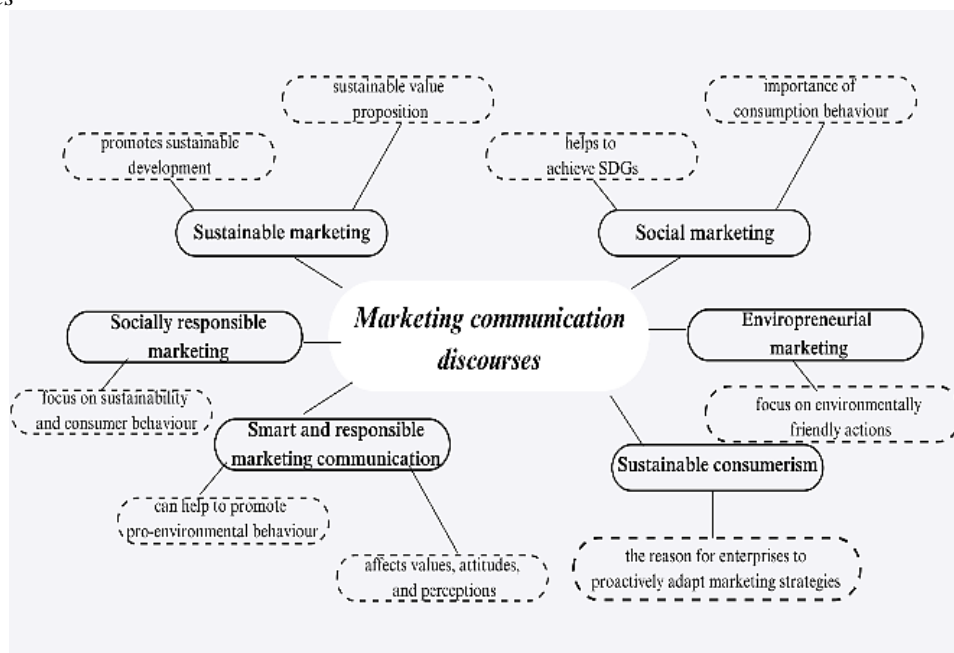 sustainable value
proposition
importance of
consumption behaviour
promotes sustainable
development
helps to
achieve SDGs
Sustainable marketing
Social marketing
Marketing communication
discourses
Socially responsible
marketing
Enviropreneurial
marketing
focus on sustainability
and consumer behaviour
focus on environmentally
friendly actions
Smart and responsible
marketing communication
Sustainable consumerism
can help to promote
pro-environmental behaviour
affects values, attitudes,
and perceptions
the reason for enterprises to
proactively adapt marketing strategies